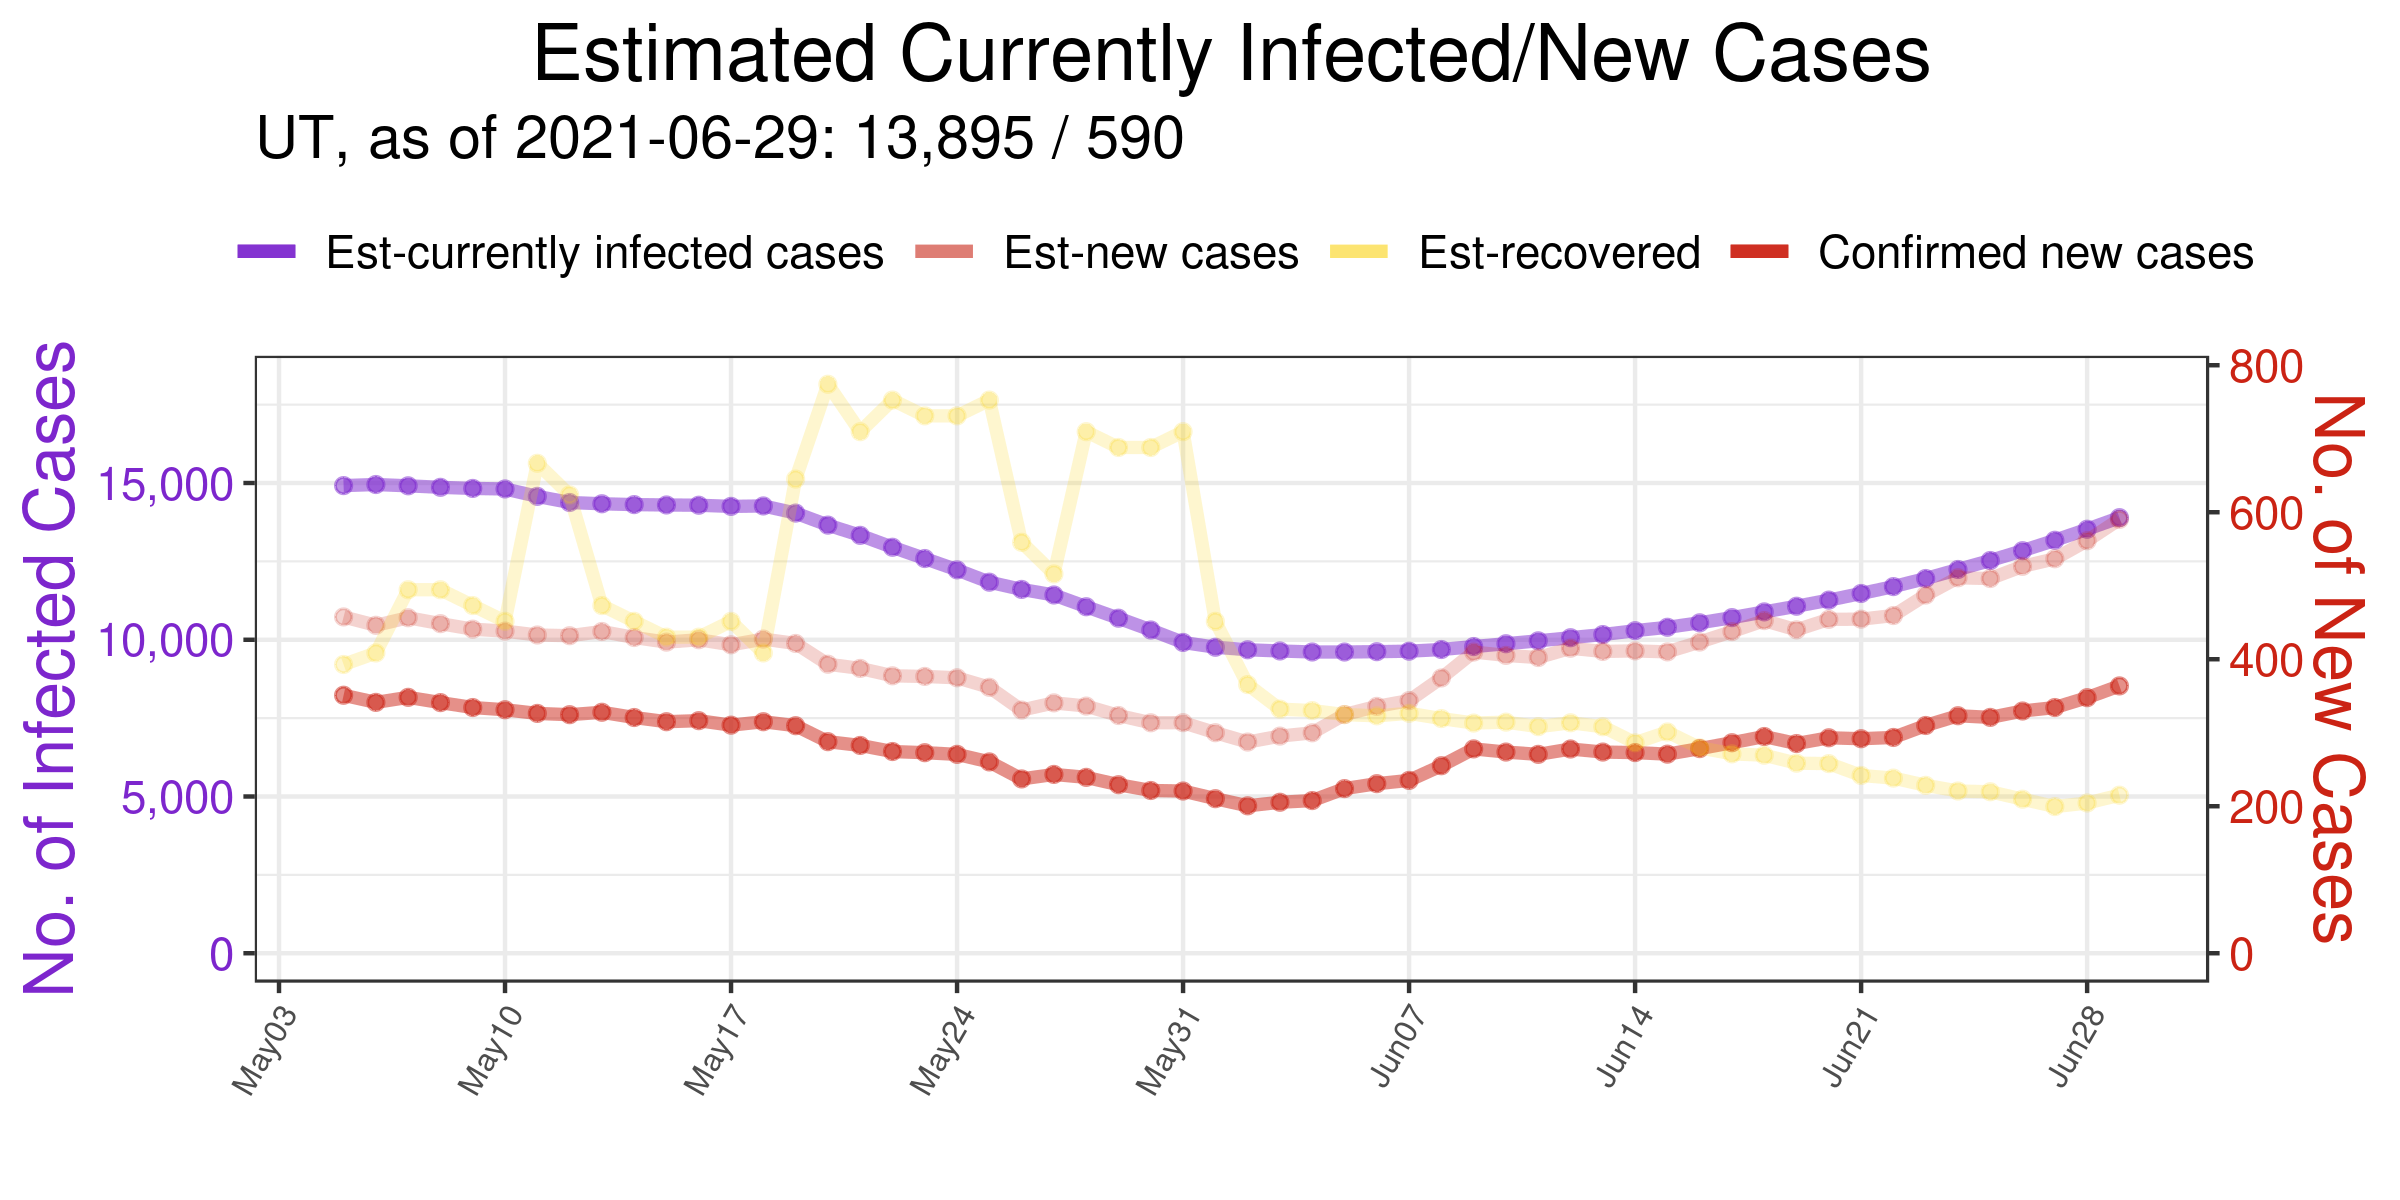 Estimated Currently Infected/New Cases
UT, as of 2021-06-29: 13,895 / 590
Est-currently infected cases Est-new cases Est-recovered Confirmed new cases
No. of Infected Cases
15,000
10,000
5,000
0
800
600
400
200
0
No. of New Cases
May03 May10 May17 May24 May31 Jun07 Jun14 Jun21 Jun28